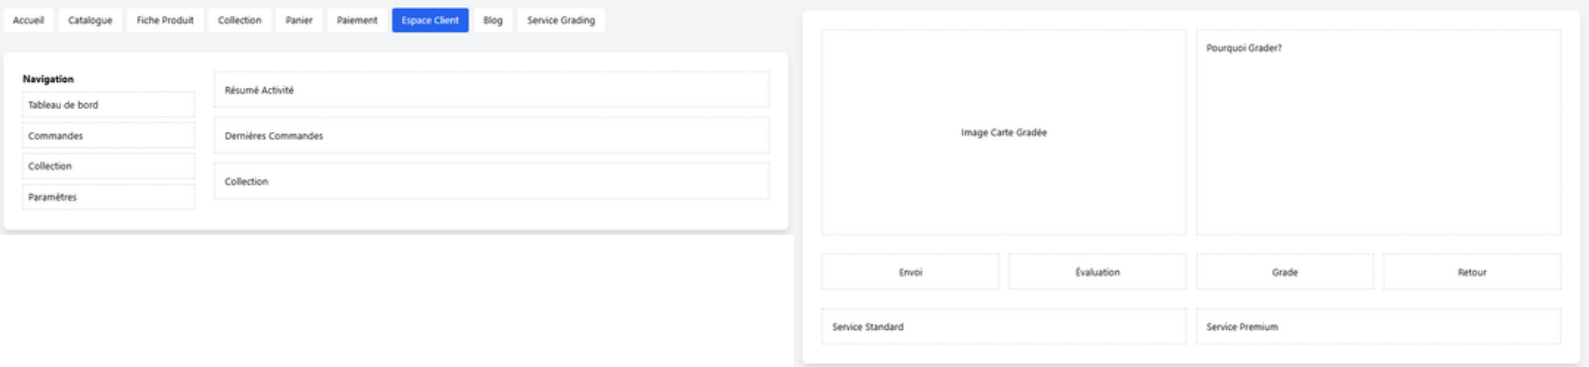 Accueil Catalogue Fiche Produit Collection Panier Paiement Espace Client Blog Service Grading
Navigation
Tableau de bord
Commandes
Collection
Paramètres
Résumé Activité
Dernières Commandes
Collection
Image Carte Gradée
Pourquoi Grader?
Envoi Évaluation Grade Retour
Service Standard Service Premium